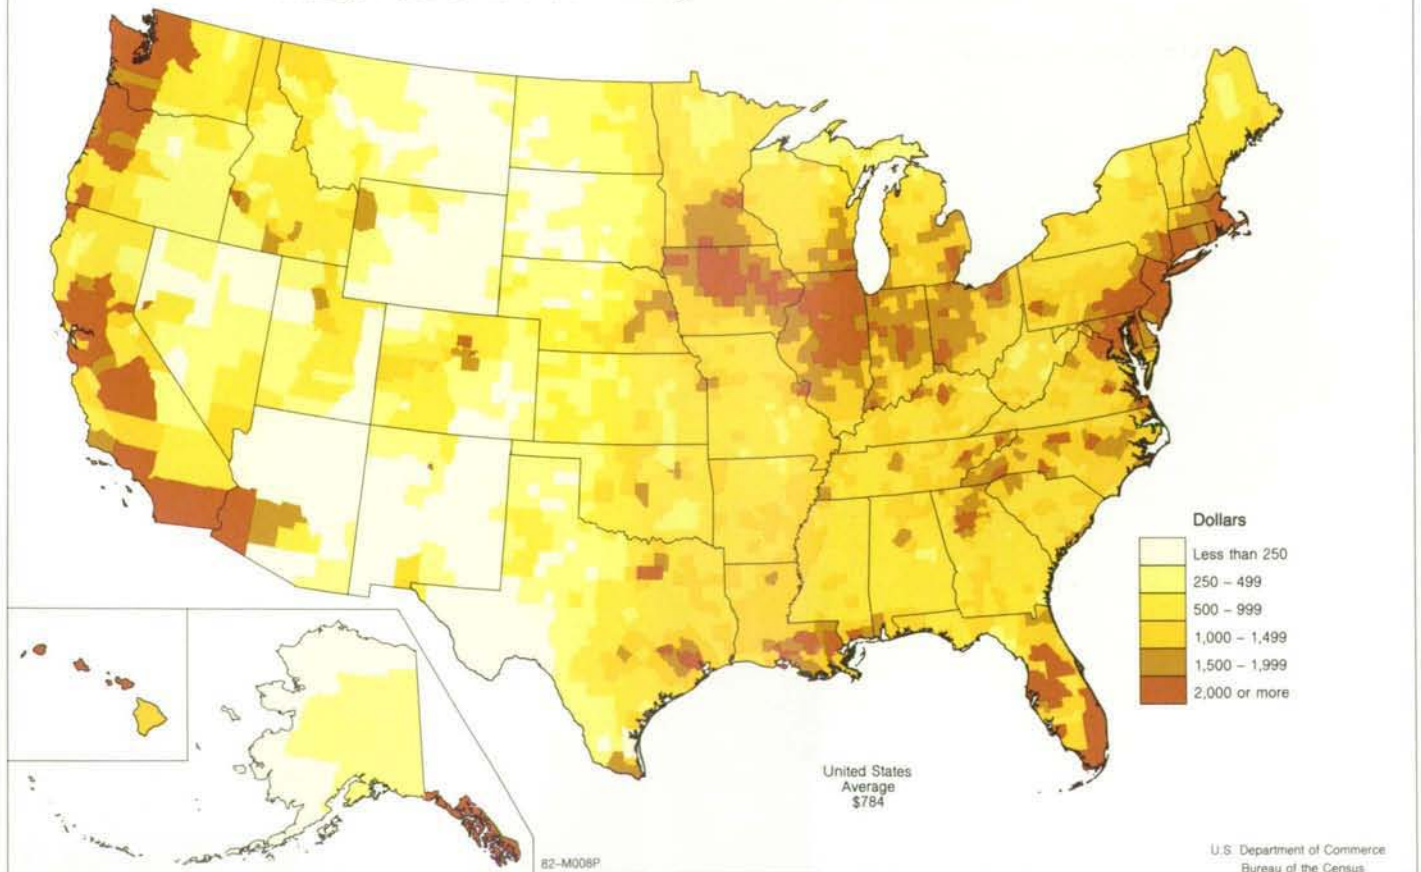 Dollars
Less than 250
250 – 499
500 – 999
1,000 – 1,499
1,500 – 1,999
2,000 or more
United States
Average
$784
82-M008P
U.S. Department of Commerce
Bureau of the Census